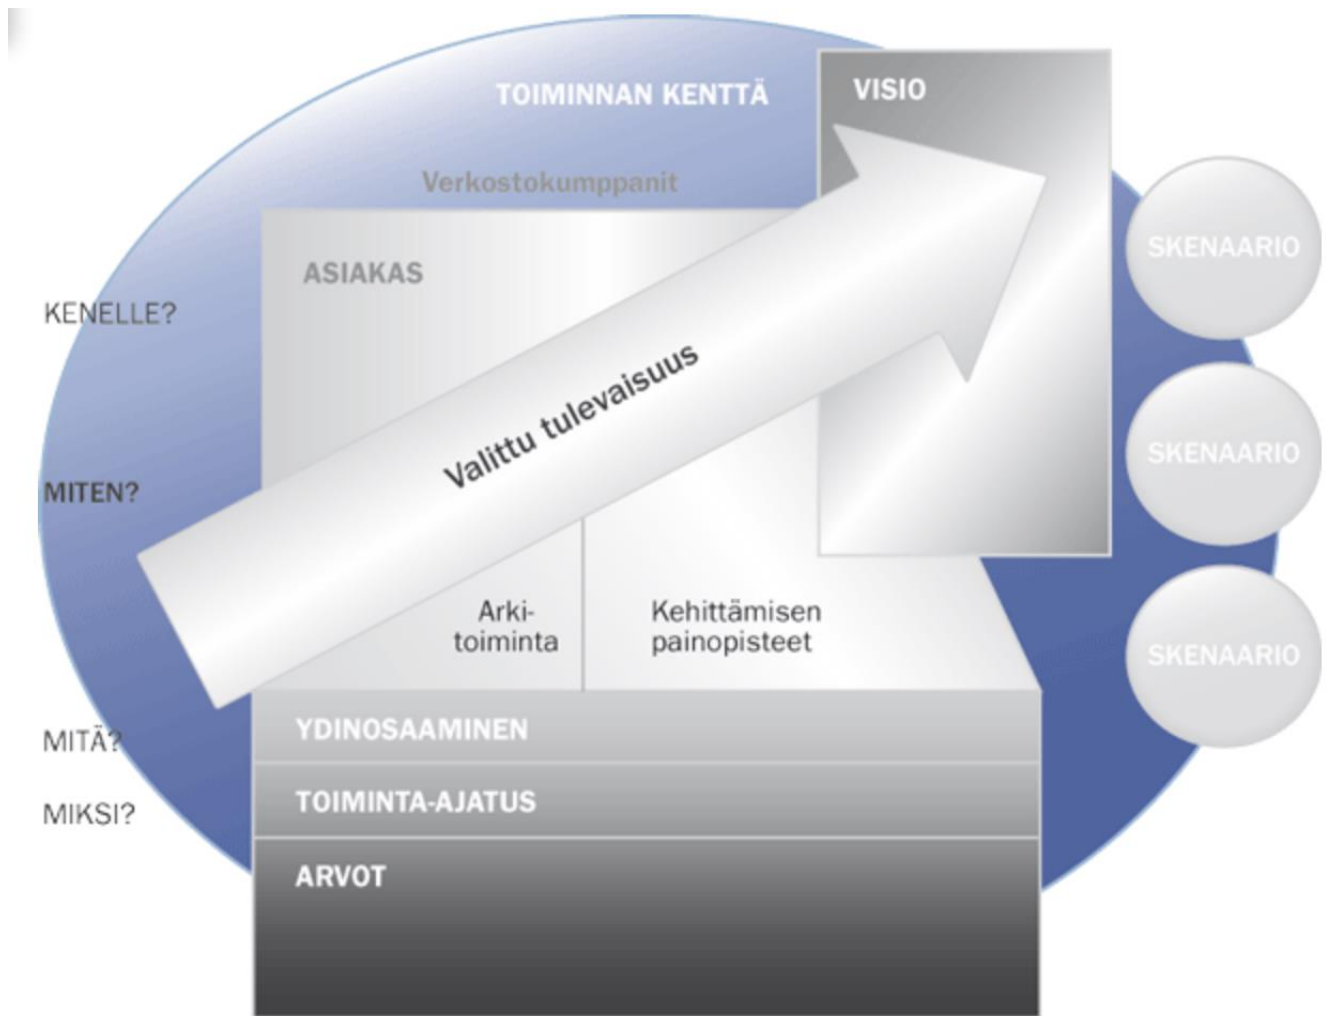 TOIMINNAN KENTTÄ
VISIO
Verkostokumppanit
SKENAARIO
ASIAKAS
KENELLE?
Valittu tulevaisuus
SKENAARIO
MITEN?
Arki-
toiminta
Kehittämisen
painopisteet
SKENAARIO
YDINOSAAMINEN
MITÄ?
TOIMINTA-AJATUS
MIKSI?
ARVOT